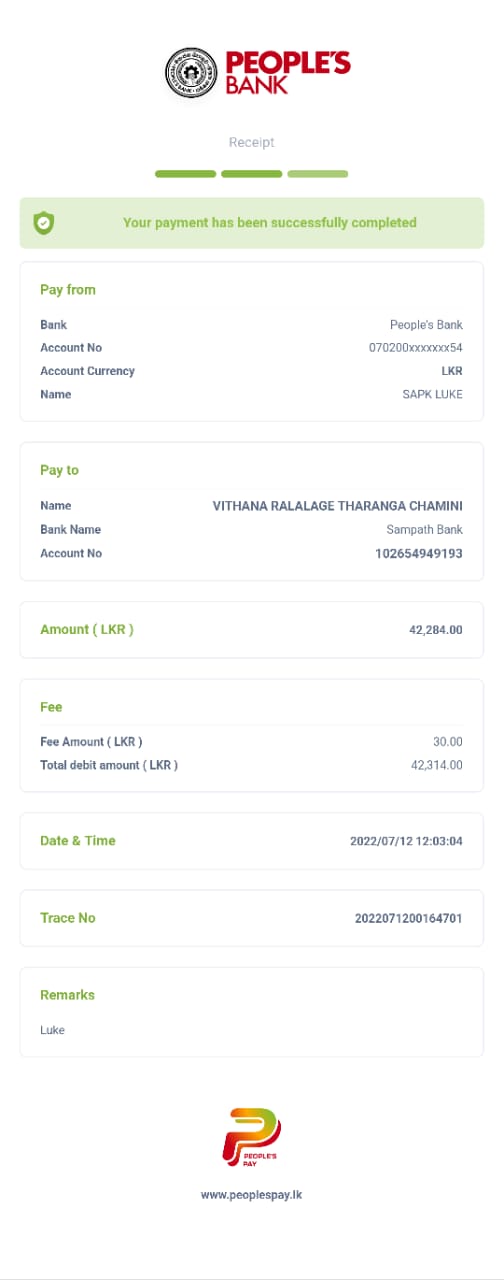 PEOPLE'S
BANK
Receipt
Your payment has been successfully completed
Pay from
Bank People's Bank
Account No 070200xxxxxxx54
Account Currency LKR
Name SAPK LUKE
Pay to
Name VITHANA RALALAGE THARANGA CHAMINI
Bank Name Sampath Bank
Account No 102654949193
Amount ( LKR ) 42,284.00
Fee
Fee Amount ( LKR ) 30.00
Total debit amount ( LKR ) 42,314.00
Date & Time 2022/07/12 12:03:04
Trace No 2022071200164701
Remarks
Luke
PEOPLE'S
PAY
www.peoplespay.lk